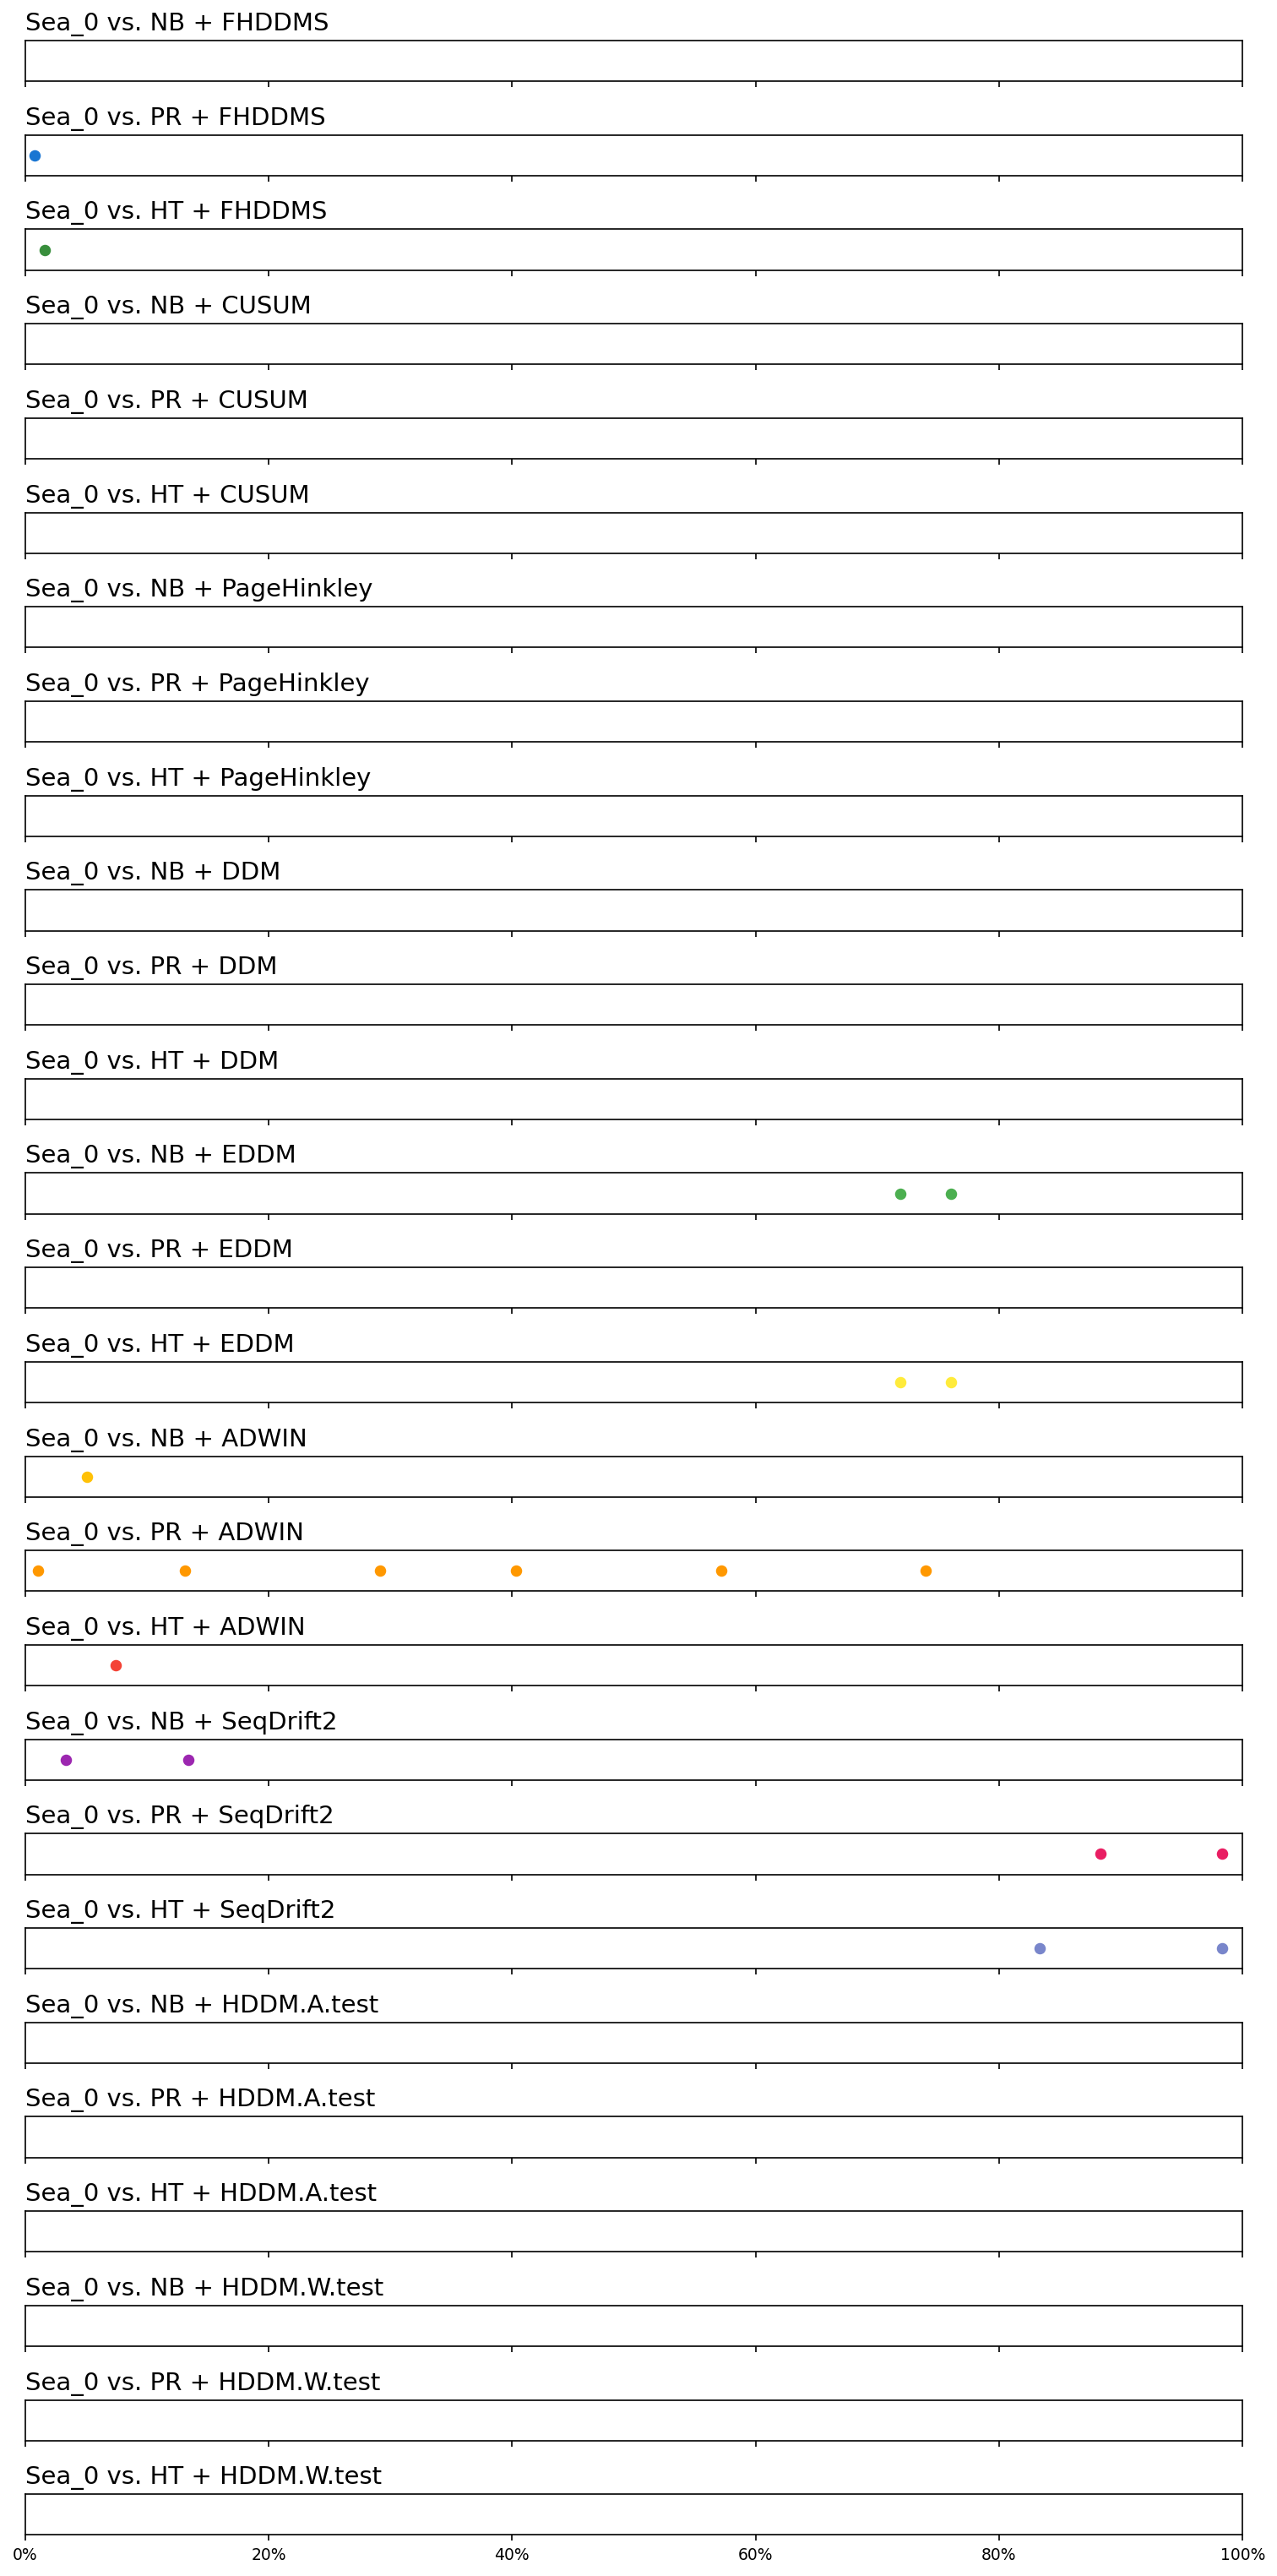 Sea_0 vs. NB + FHDDMS
Sea_0 vs. PR + FHDDMS
Sea_0 vs. HT + FHDDMS
Sea_0 vs. NB + CUSUM
Sea_0 vs. PR + CUSUM
Sea_0 vs. HT + CUSUM
Sea_0 vs. NB + PageHinkley
Sea_0 vs. PR + PageHinkley
Sea_0 vs. HT + PageHinkley
Sea_0 vs. NB + DDM
Sea_0 vs. PR + DDM
Sea_0 vs. HT + DDM
Sea_0 vs. NB + EDDM
Sea_0 vs. PR + EDDM
Sea_0 vs. HT + EDDM
Sea_0 vs. NB + ADWIN
Sea_0 vs. PR + ADWIN
Sea_0 vs. HT + ADWIN
Sea_0 vs. NB + SeqDrift2
Sea_0 vs. PR + SeqDrift2
Sea_0 vs. HT + SeqDrift2
Sea_0 vs. NB + HDDM.A.test
Sea_0 vs. PR + HDDM.A.test
Sea_0 vs. HT + HDDM.A.test
Sea_0 vs. NB + HDDM.W.test
Sea_0 vs. PR + HDDM.W.test
Sea_0 vs. HT + HDDM.W.test
0% 20% 40% 60% 80% 100%